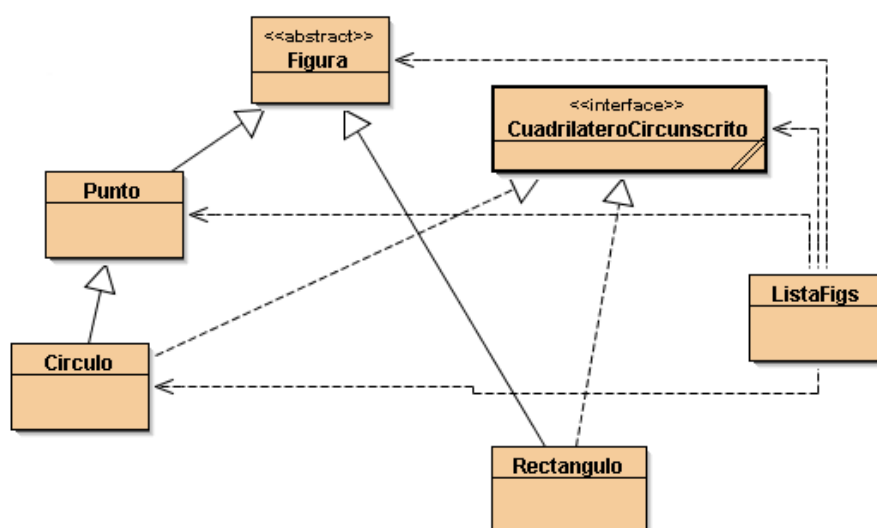 <<abstract>>
Figura
<<interface>>
CuadrilateroCircunscrito
Punto
ListaFigs
Circulo
Rectangulo